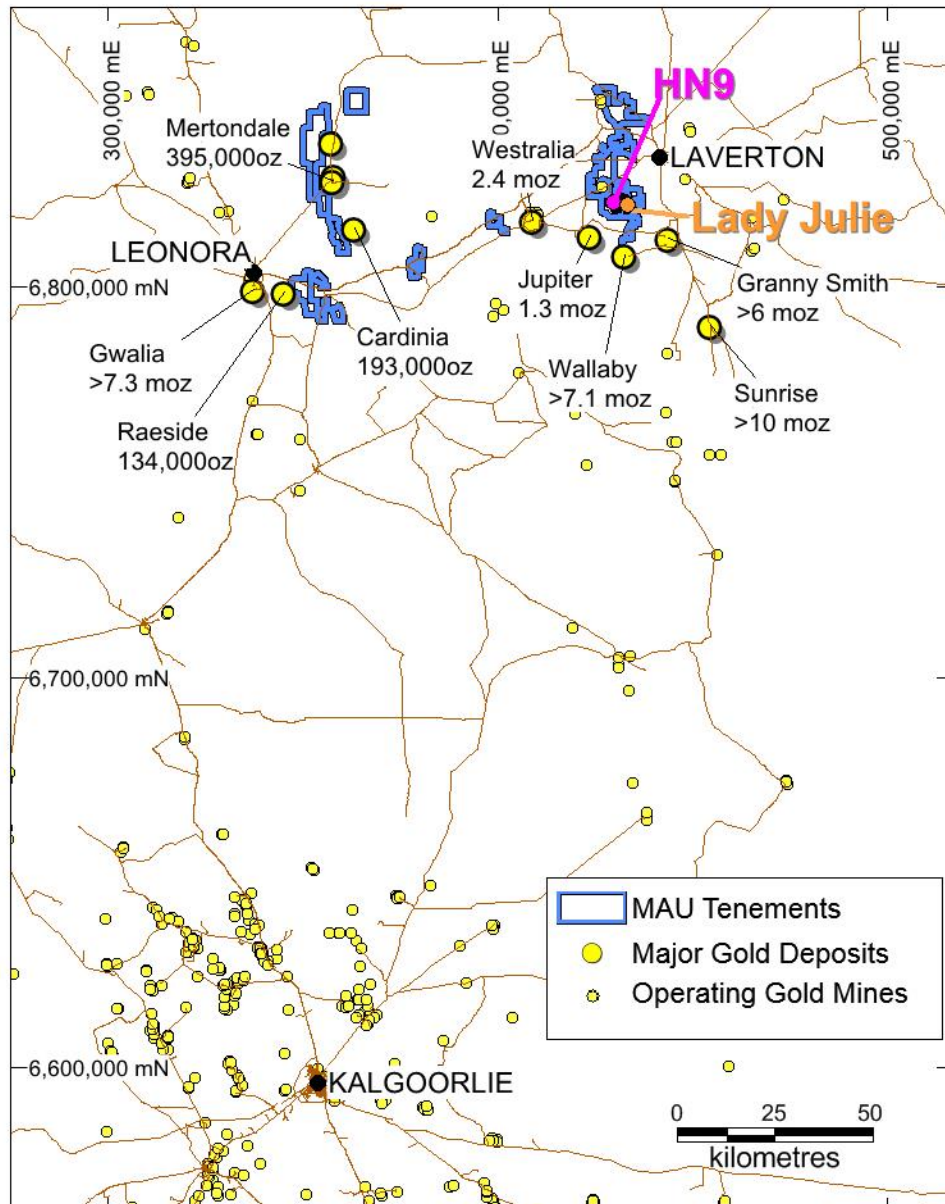 300,000 mE
0,000 mE
500,000 mE
HN9
Mertondale
395,000oz
Westralia
2.4 moz
LAVERTON
Lady Julie
LEONORA
6,800,000 mN
Jupiter
1.3 moz
Granny Smith
>6 moz
Gwalia
>7.3 moz
Cardinia
193,000oz
Wallaby
>7.1 moz
Sunrise
>10 moz
Raeside
134,000oz
6,700,000 mN
MAU Tenements
Major Gold Deposits
Operating Gold Mines
6,600,000 mN
KALGOORLIE
0 25 50
kilometres